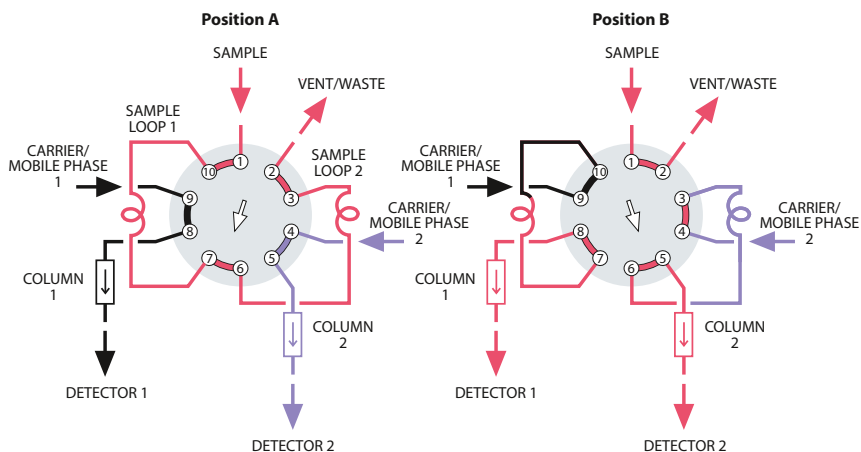 Position A
SAMPLE
VENT/WASTE
SAMPLE
LOOP 1
SAMPLE
LOOP 2
CARRIER/
MOBILE PHASE
1
CARRIER/
MOBILE PHASE
2
1
2
3
4
5
6
7
8
9
10
COLUMN
1
COLUMN
2
DETECTOR 1
DETECTOR 2
Position B
SAMPLE
VENT/WASTE
CARRIER/
MOBILE PHASE
1
CARRIER/
MOBILE PHASE
2
1
2
3
4
5
6
7
8
9
10
COLUMN
1
COLUMN
2
DETECTOR 1
DETECTOR 2